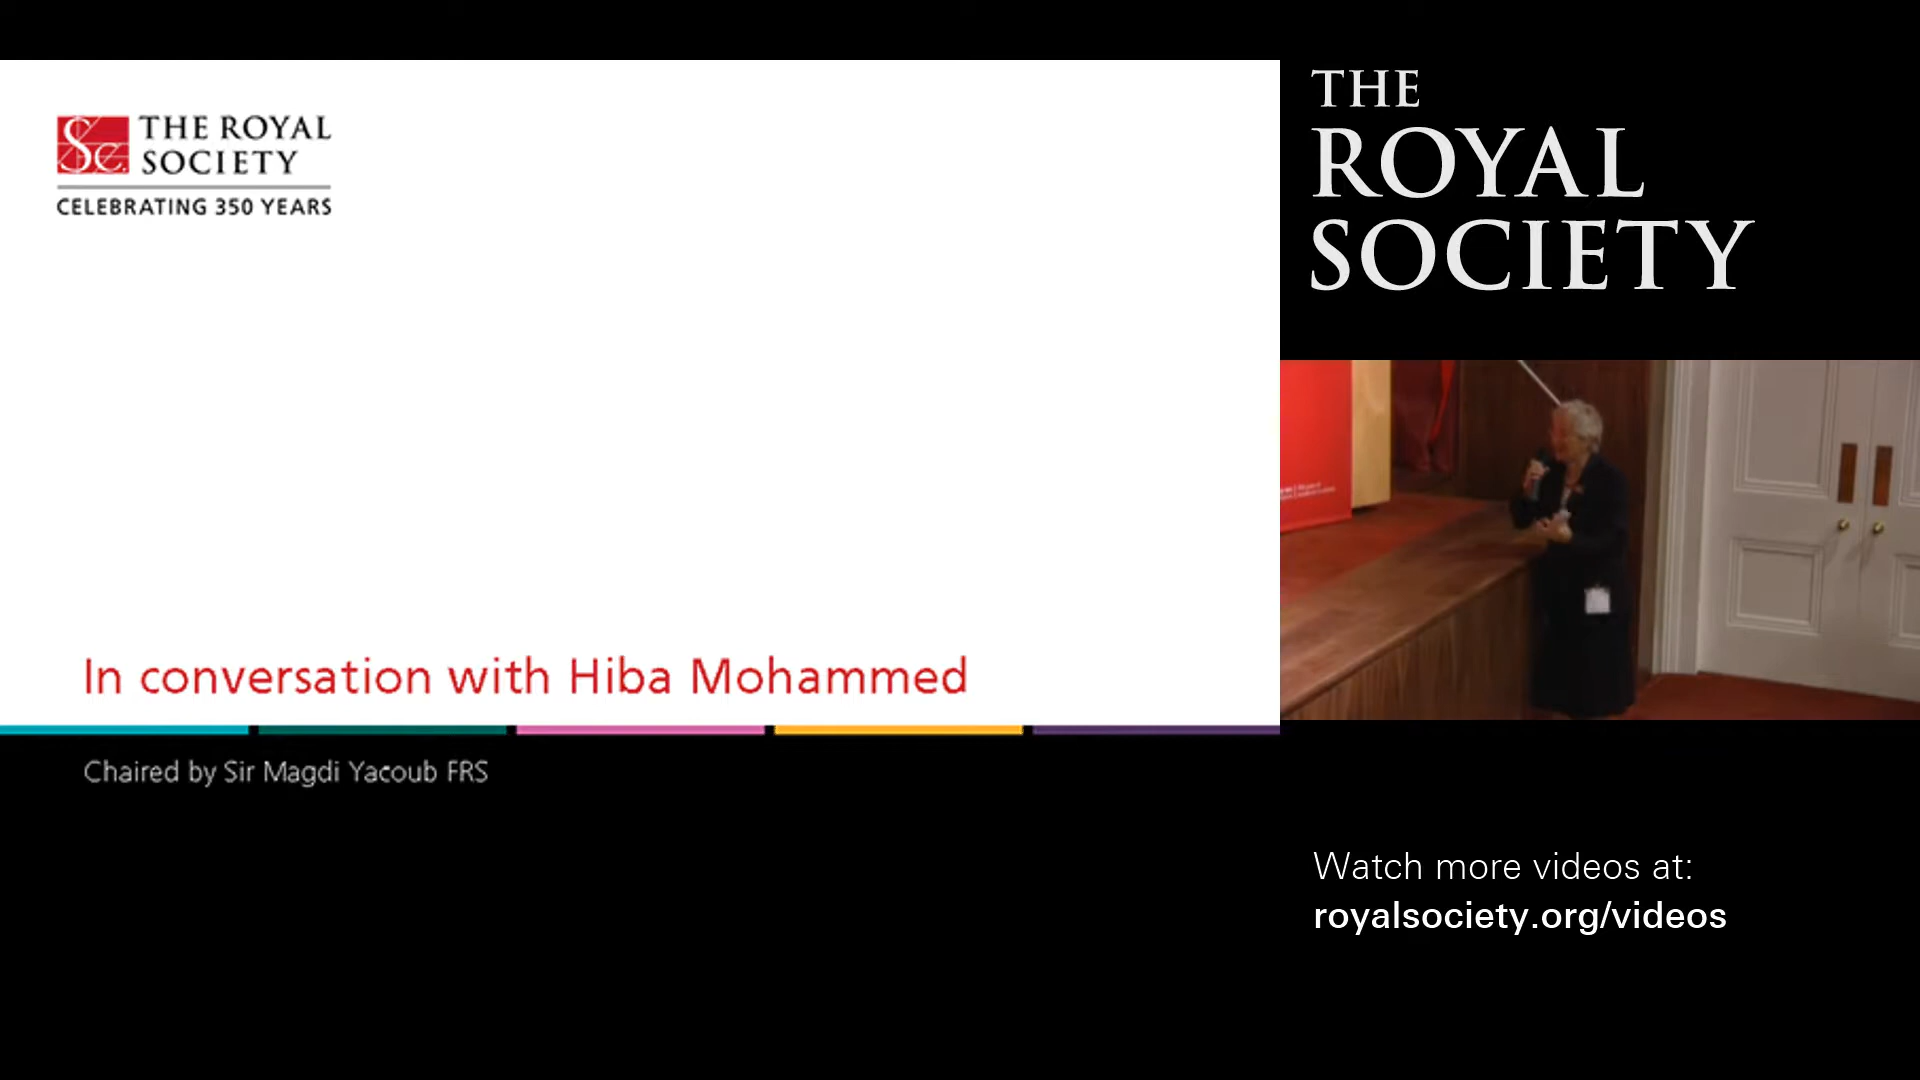 THE ROYAL
SOCIETY
CELEBRATING 350 YEARS
In conversation with Hiba Mohammed
Chaired by Sir Magdi Yacoub FRS
THE
ROYAL
SOCIETY
Watch more videos at:
royalsociety.org/videos